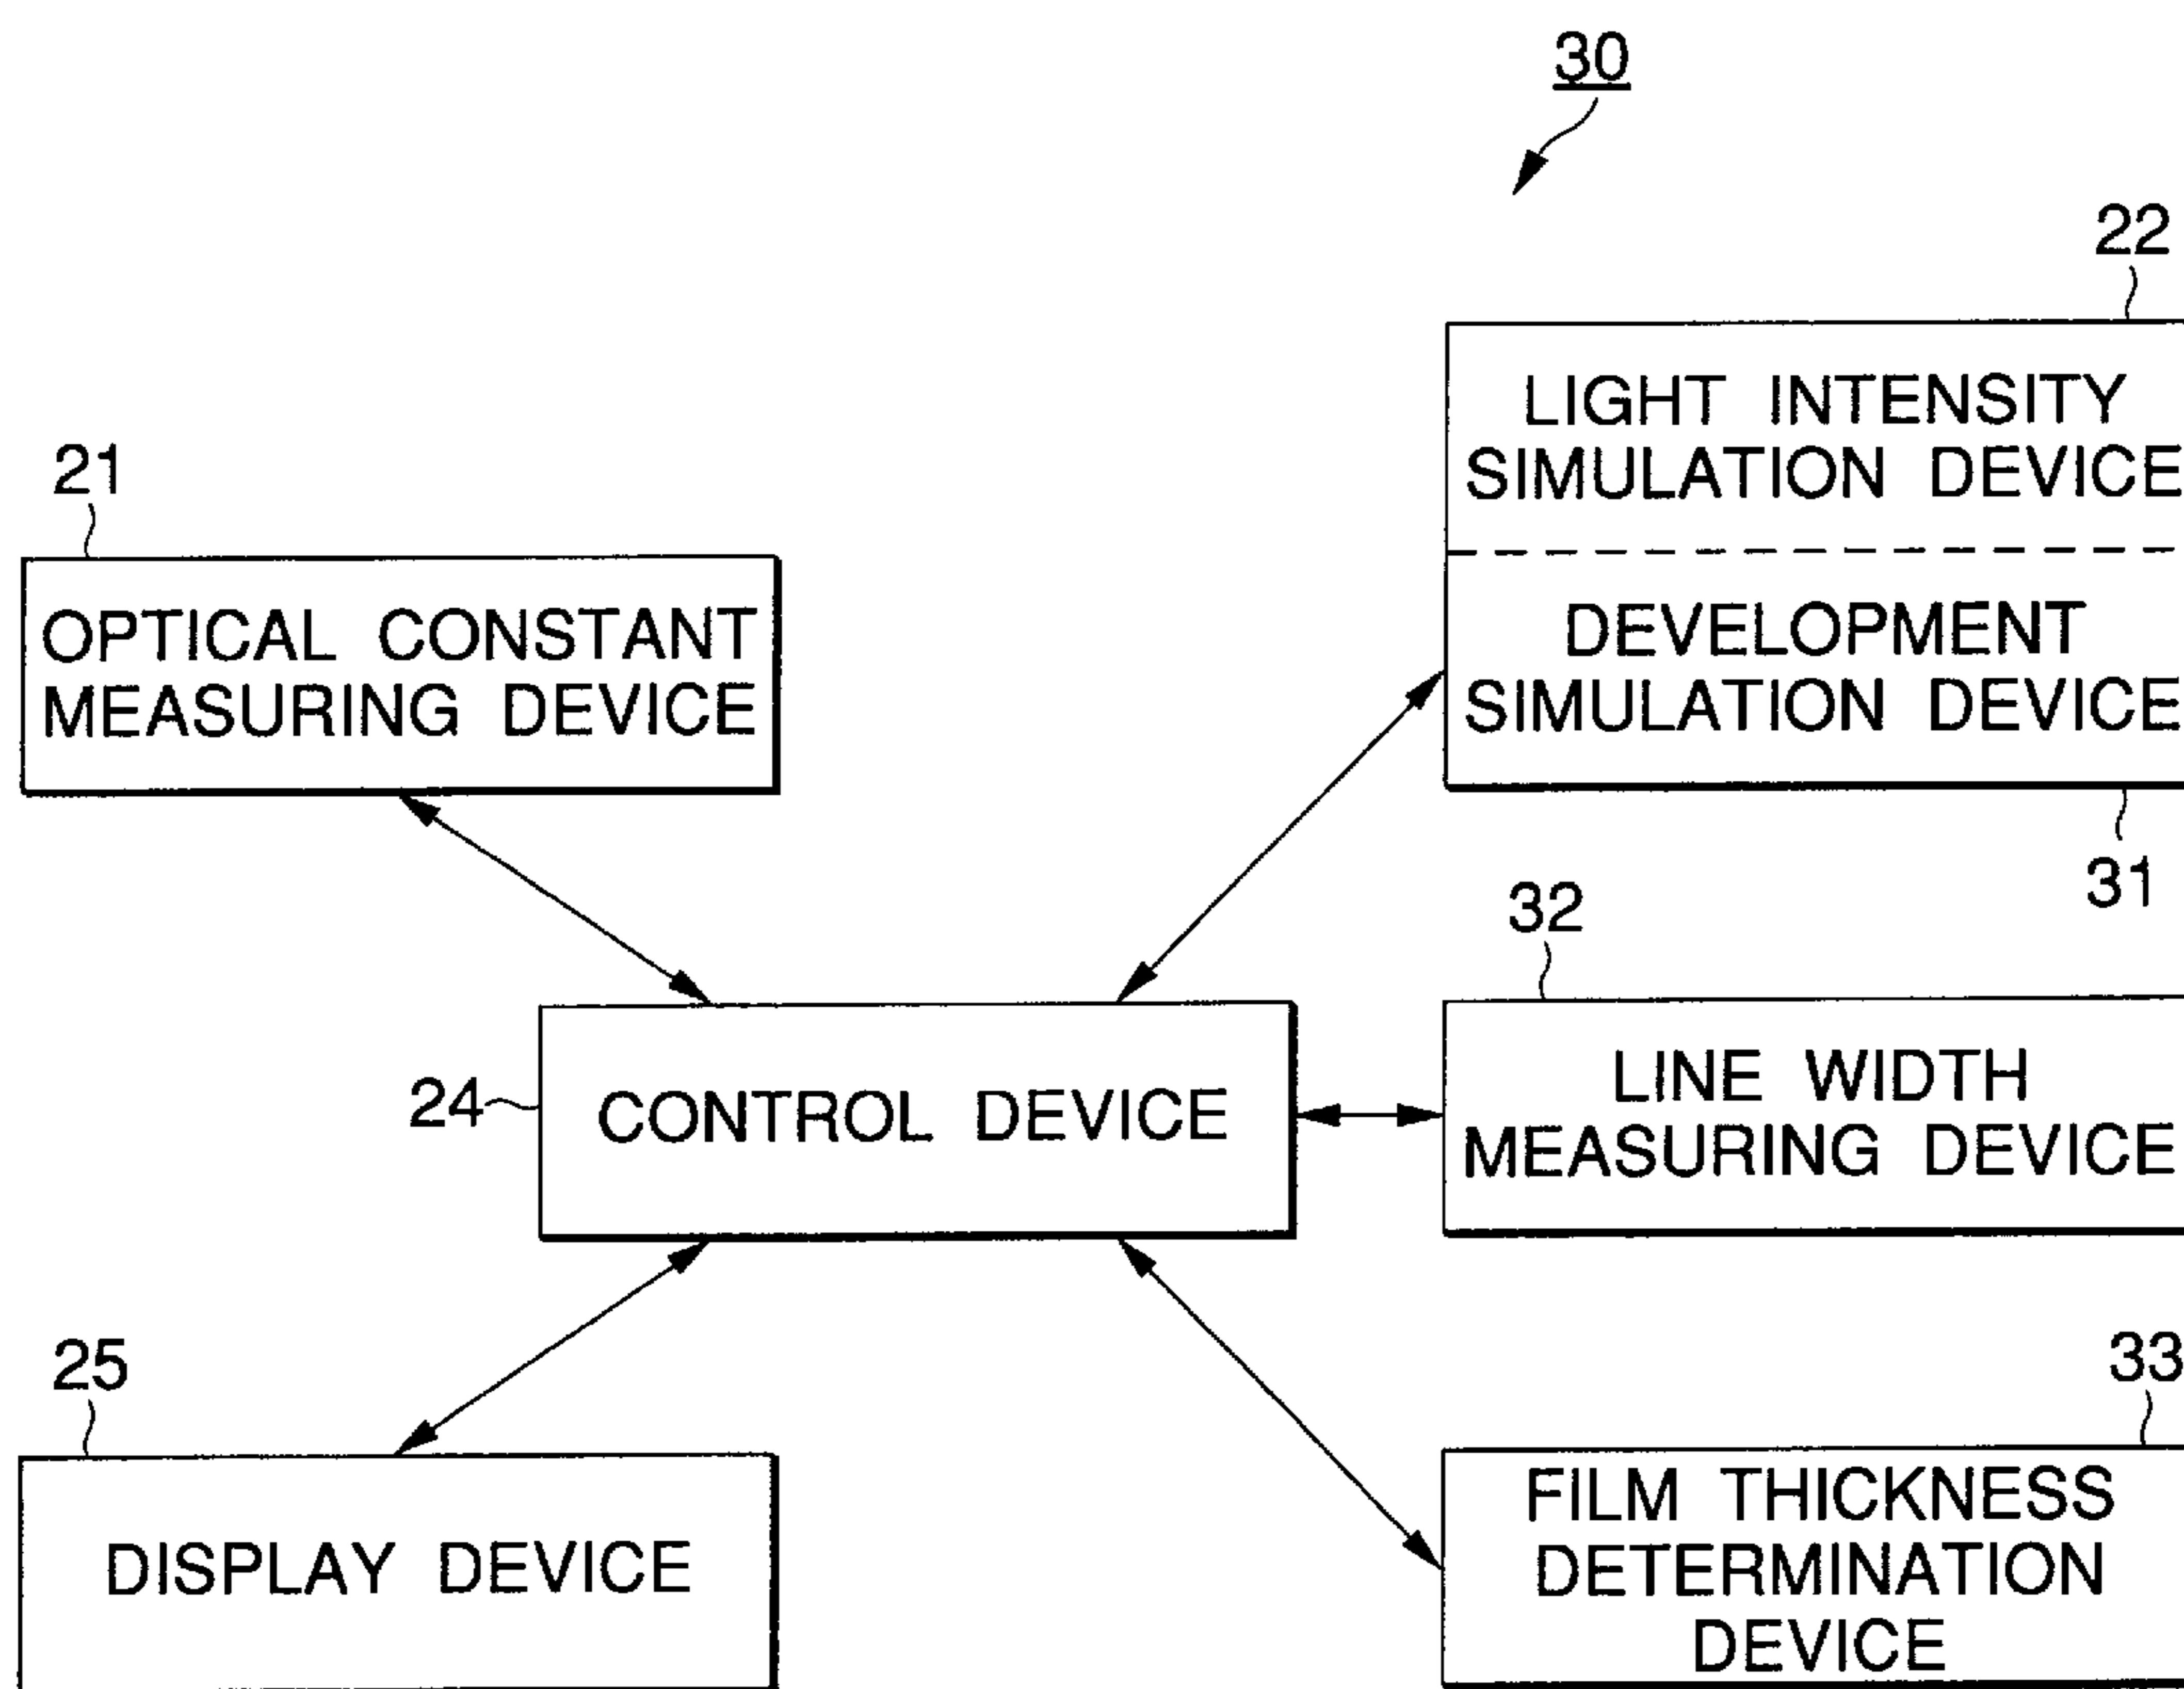 30
22
LIGHT INTENSITY
SIMULATION DEVICE
DEVELOPMENT
SIMULATION DEVICE
31
21
OPTICAL CONSTANT
MEASURING DEVICE
32
LINE WIDTH
MEASURING DEVICE
24
CONTROL DEVICE
25
DISPLAY DEVICE
33
FILM THICKNESS
DETERMINATION
DEVICE